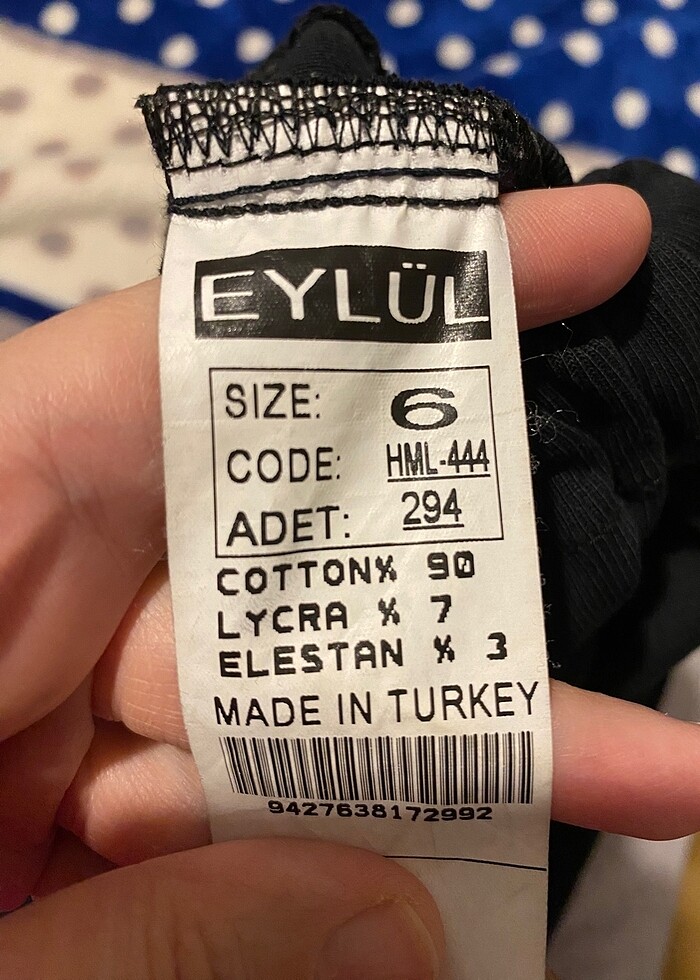 EYLÜL
SIZE: 6
CODE: HML-444
ADET: 294
COTTON% 90
LYCRA % 7
ELESTAN % 3
MADE IN TURKEY
9427638172992